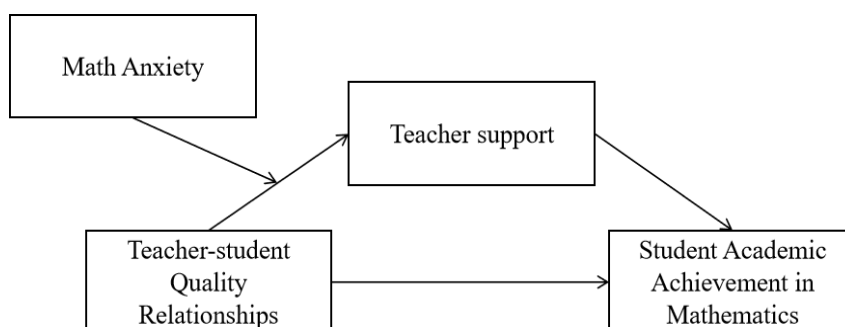 Math Anxiety
Teacher support
Teacher-student
Quality
Relationships
Student Academic
Achievement in
Mathematics